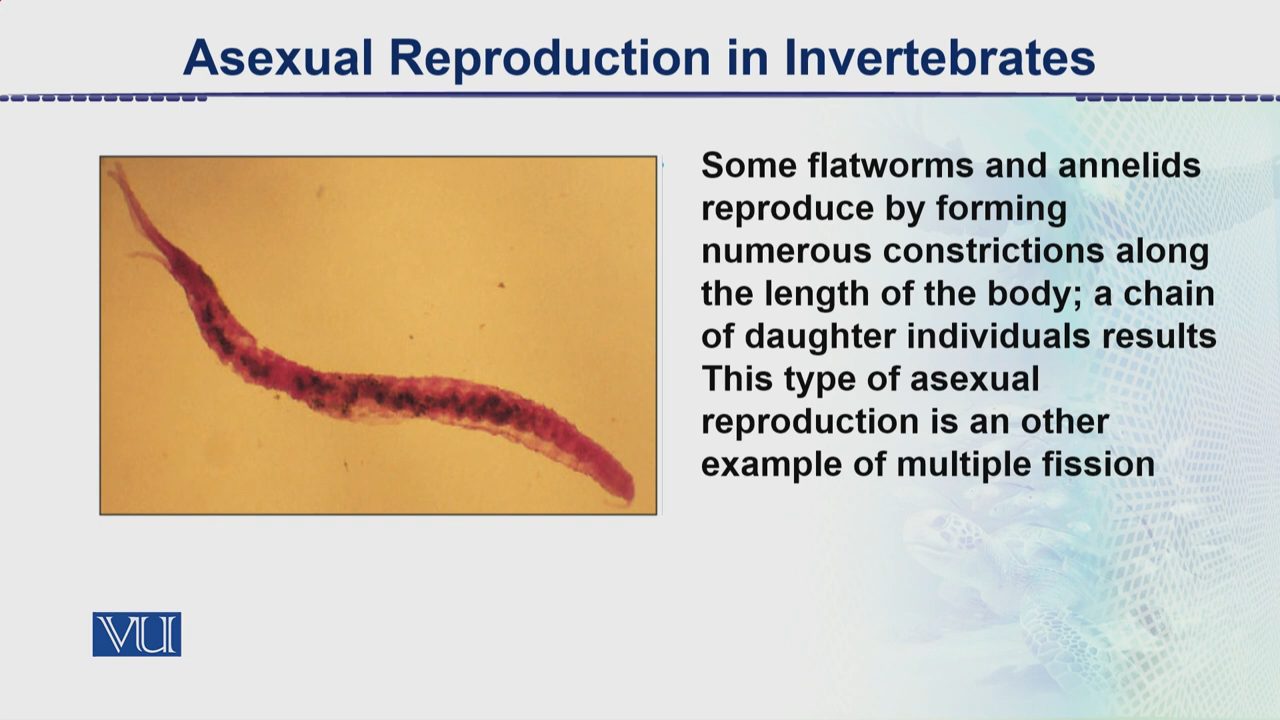 Asexual Reproduction in Invertebrates
Some flatworms and annelids
reproduce by forming
numerous constrictions along
the length of the body; a chain
of daughter individuals results
This type of asexual
reproduction is an other
example of multiple fission
VU